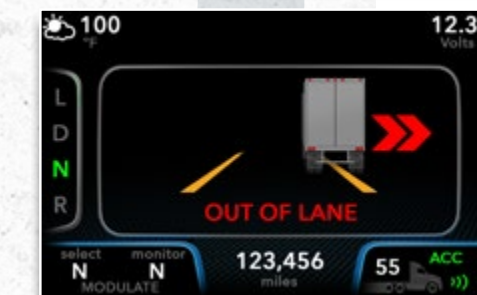 100
°F
12.3
Volts
L
D
N
R
OUT OF LANE
select
N
monitor
N
MODULATE
123,456
miles
55
ACC